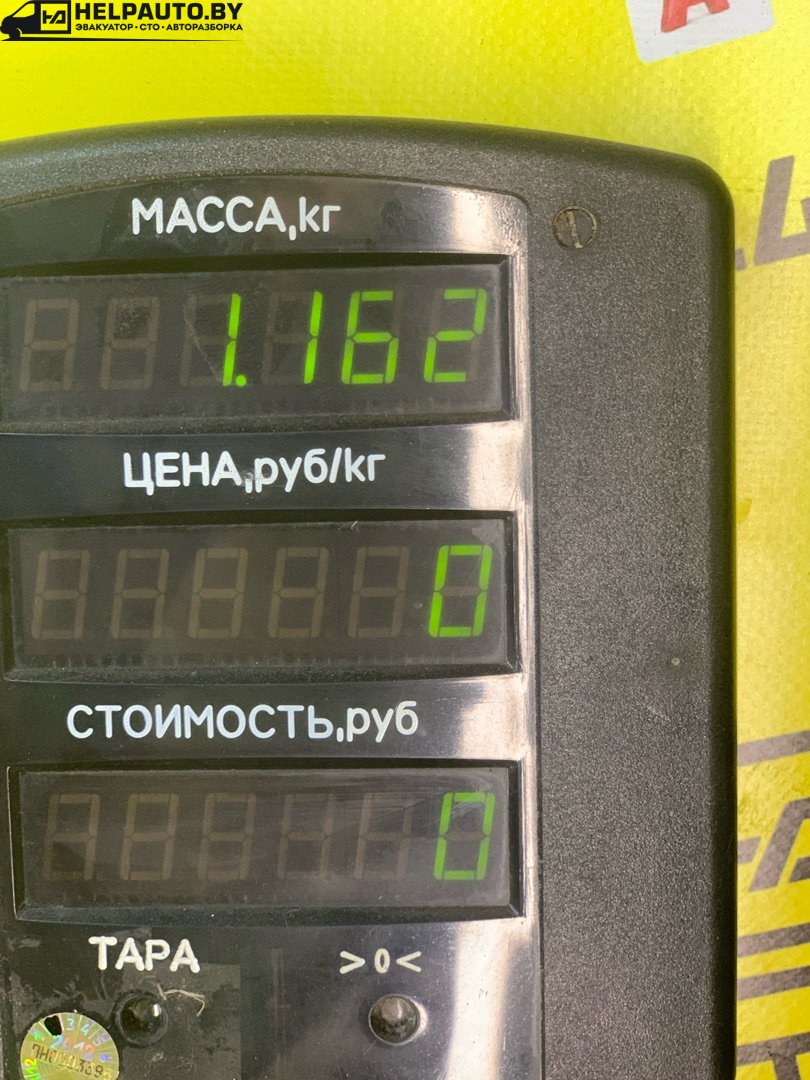 HELPAUTO.BY
ЭВАКУАТОР • СТО • АВТОРАЗБОРКА
А
МАССА,кг
1.162
ЦЕНА,руб/кг
0
СТОИМОСТЬ,руб
0
ТАРА >0<